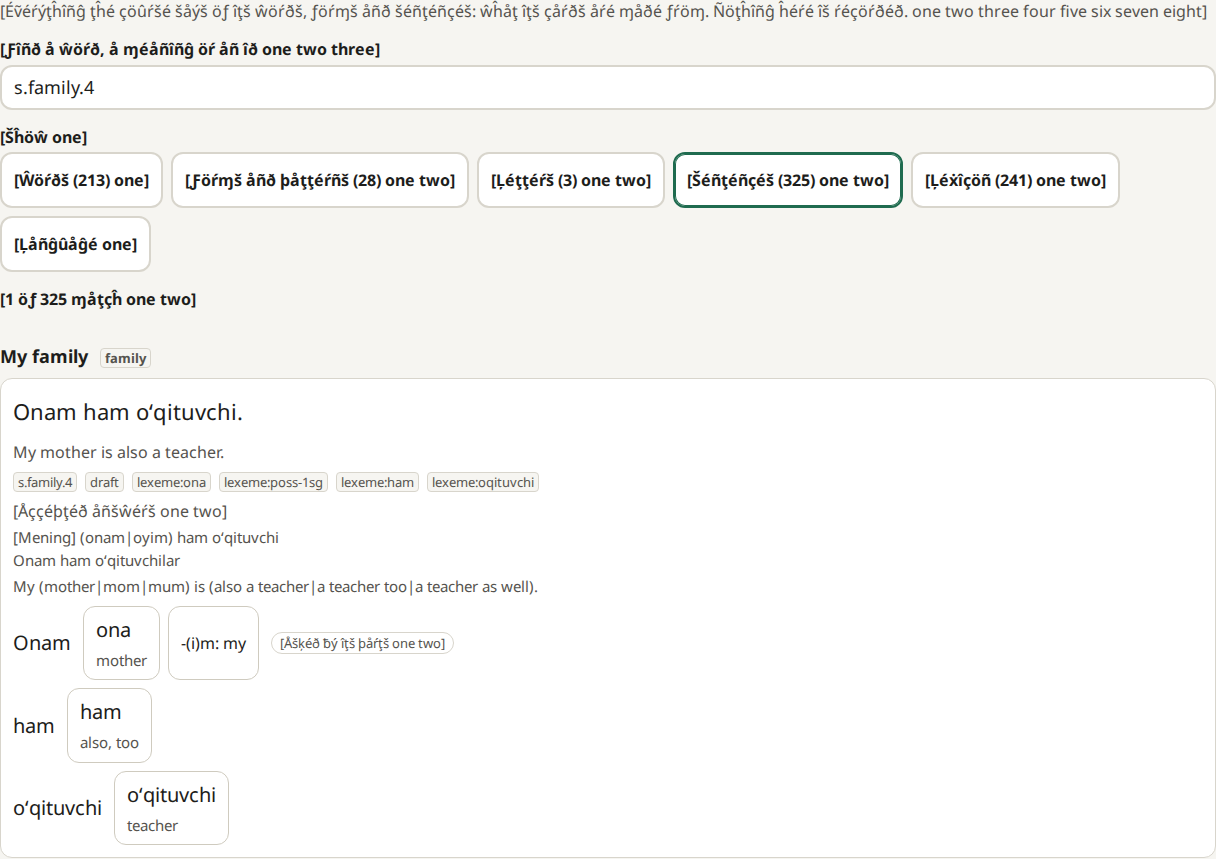 [Ëvéŕýţĥîñĝ ţĥé çöûŕšé šåýš öƒ îţš ŵöŕðš, ƒöŕɱš åñð šéñţéñçéš: ŵĥåţ îţš çåŕðš åŕé ɱåðé ƒŕöɱ. Ñöţĥîñĝ ĥéŕé îš ŕéçöŕðéð. one two three four five six seven eight]
[Ƒîñð å ŵöŕð, å ɱéåñîñĝ öŕ åñ îð one two three]
s.family.4
[Šĥöŵ one]
[Ŵöŕðš (213) one] [Ƒöŕɱš åñð þåţţéŕñš (28) one two] [Ļéţţéŕš (3) one two] [Šéñţéñçéš (325) one two] [Ļéẋîçöñ (241) one two]
[Ļåñĝûåĝé one]
[1 öƒ 325 ɱåţçĥ one two]
My family family
Onam ham oʻqituvchi.
My mother is also a teacher.
s.family.4 draft lexeme:ona lexeme:poss-1sg lexeme:ham lexeme:oqituvchi
[Åççéþţéð åñšŵéŕš one two]
[Mening] (onam|oyim) ham oʻqituvchi
Onam ham oʻqituvchilar
My (mother|mom|mum) is (also a teacher|a teacher too|a teacher as well).
Onam ona -(i)m: my [Åšķéð ƀý îţš þåŕţš one two]
mother
ham ham
also, too
oʻqituvchi oʻqituvchi
teacher